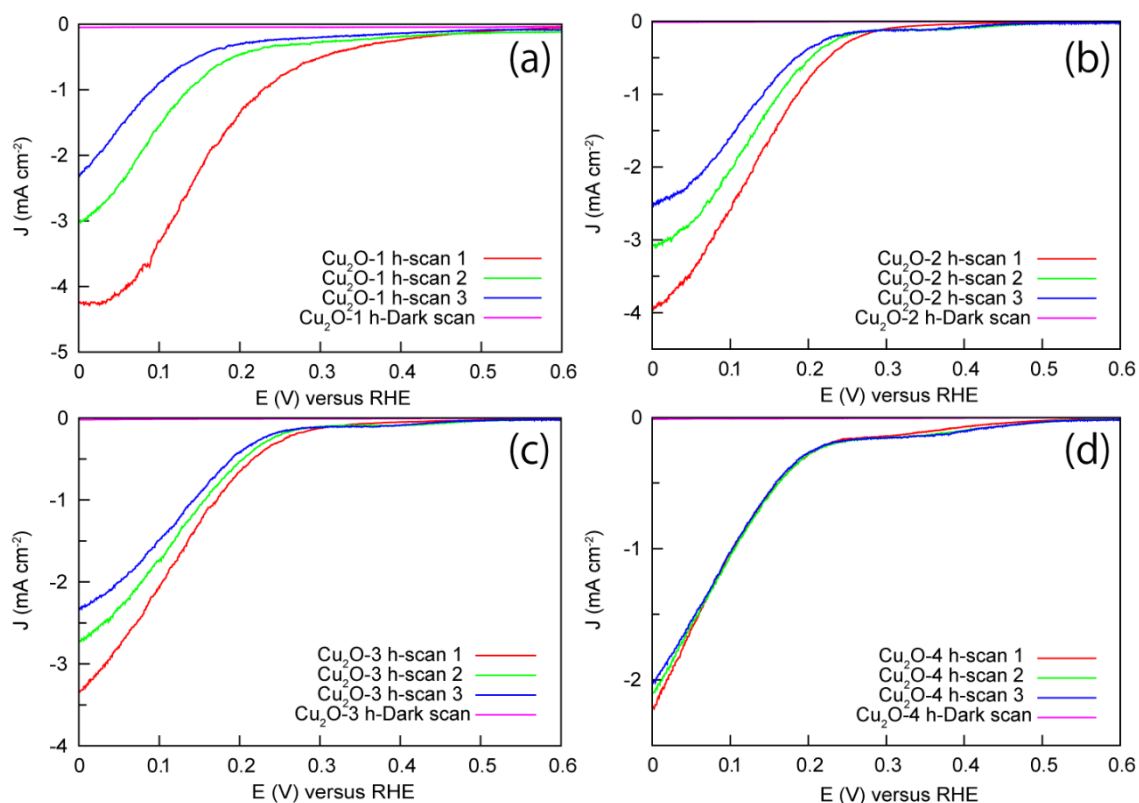 (a)
0
-1
-2
-3
-4
-5
J (mA cm⁻²)
Cu₂O-1 h-scan 1
Cu₂O-1 h-scan 2
Cu₂O-1 h-scan 3
Cu₂O-1 h-Dark scan
0 0.1 0.2 0.3 0.4 0.5 0.6
E (V) versus RHE
(b)
0
-1
-2
-3
-4
J (mA cm⁻²)
Cu₂O-2 h-scan 1
Cu₂O-2 h-scan 2
Cu₂O-2 h-scan 3
Cu₂O-2 h-Dark scan
0 0.1 0.2 0.3 0.4 0.5 0.6
E (V) versus RHE
(c)
0
-1
-2
-3
-4
J (mA cm⁻²)
Cu₂O-3 h-scan 1
Cu₂O-3 h-scan 2
Cu₂O-3 h-scan 3
Cu₂O-3 h-Dark scan
0 0.1 0.2 0.3 0.4 0.5 0.6
E (V) versus RHE
(d)
0
-1
-2
J (mA cm⁻²)
Cu₂O-4 h-scan 1
Cu₂O-4 h-scan 2
Cu₂O-4 h-scan 3
Cu₂O-4 h-Dark scan
0 0.1 0.2 0.3 0.4 0.5 0.6
E (V) versus RHE